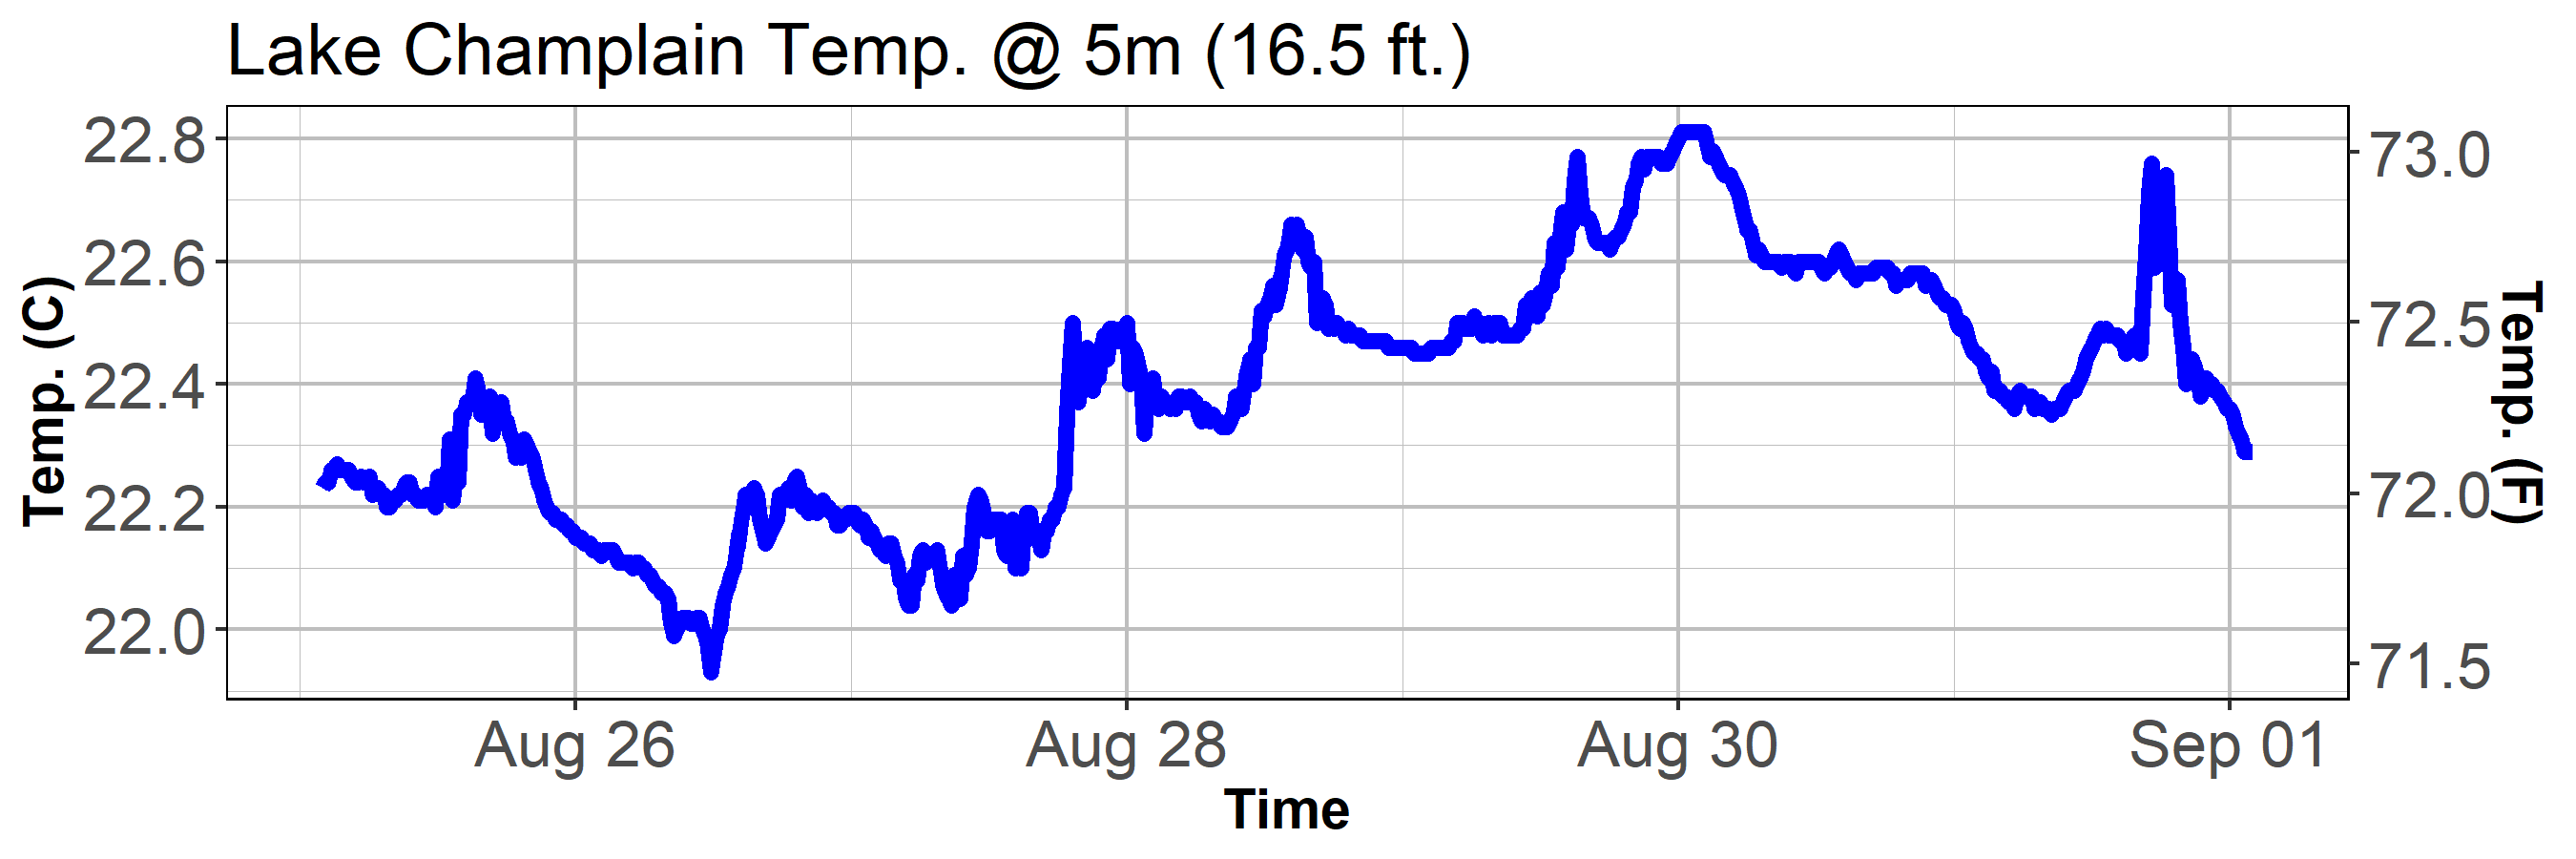 Lake Champlain Temp. @ 5m (16.5 ft.)
22.8
22.6
22.4
22.2
22.0
Temp. (C)
73.0
72.5
72.0
71.5
Temp. (F)
Aug 26
Aug 28
Aug 30
Sep 01
Time